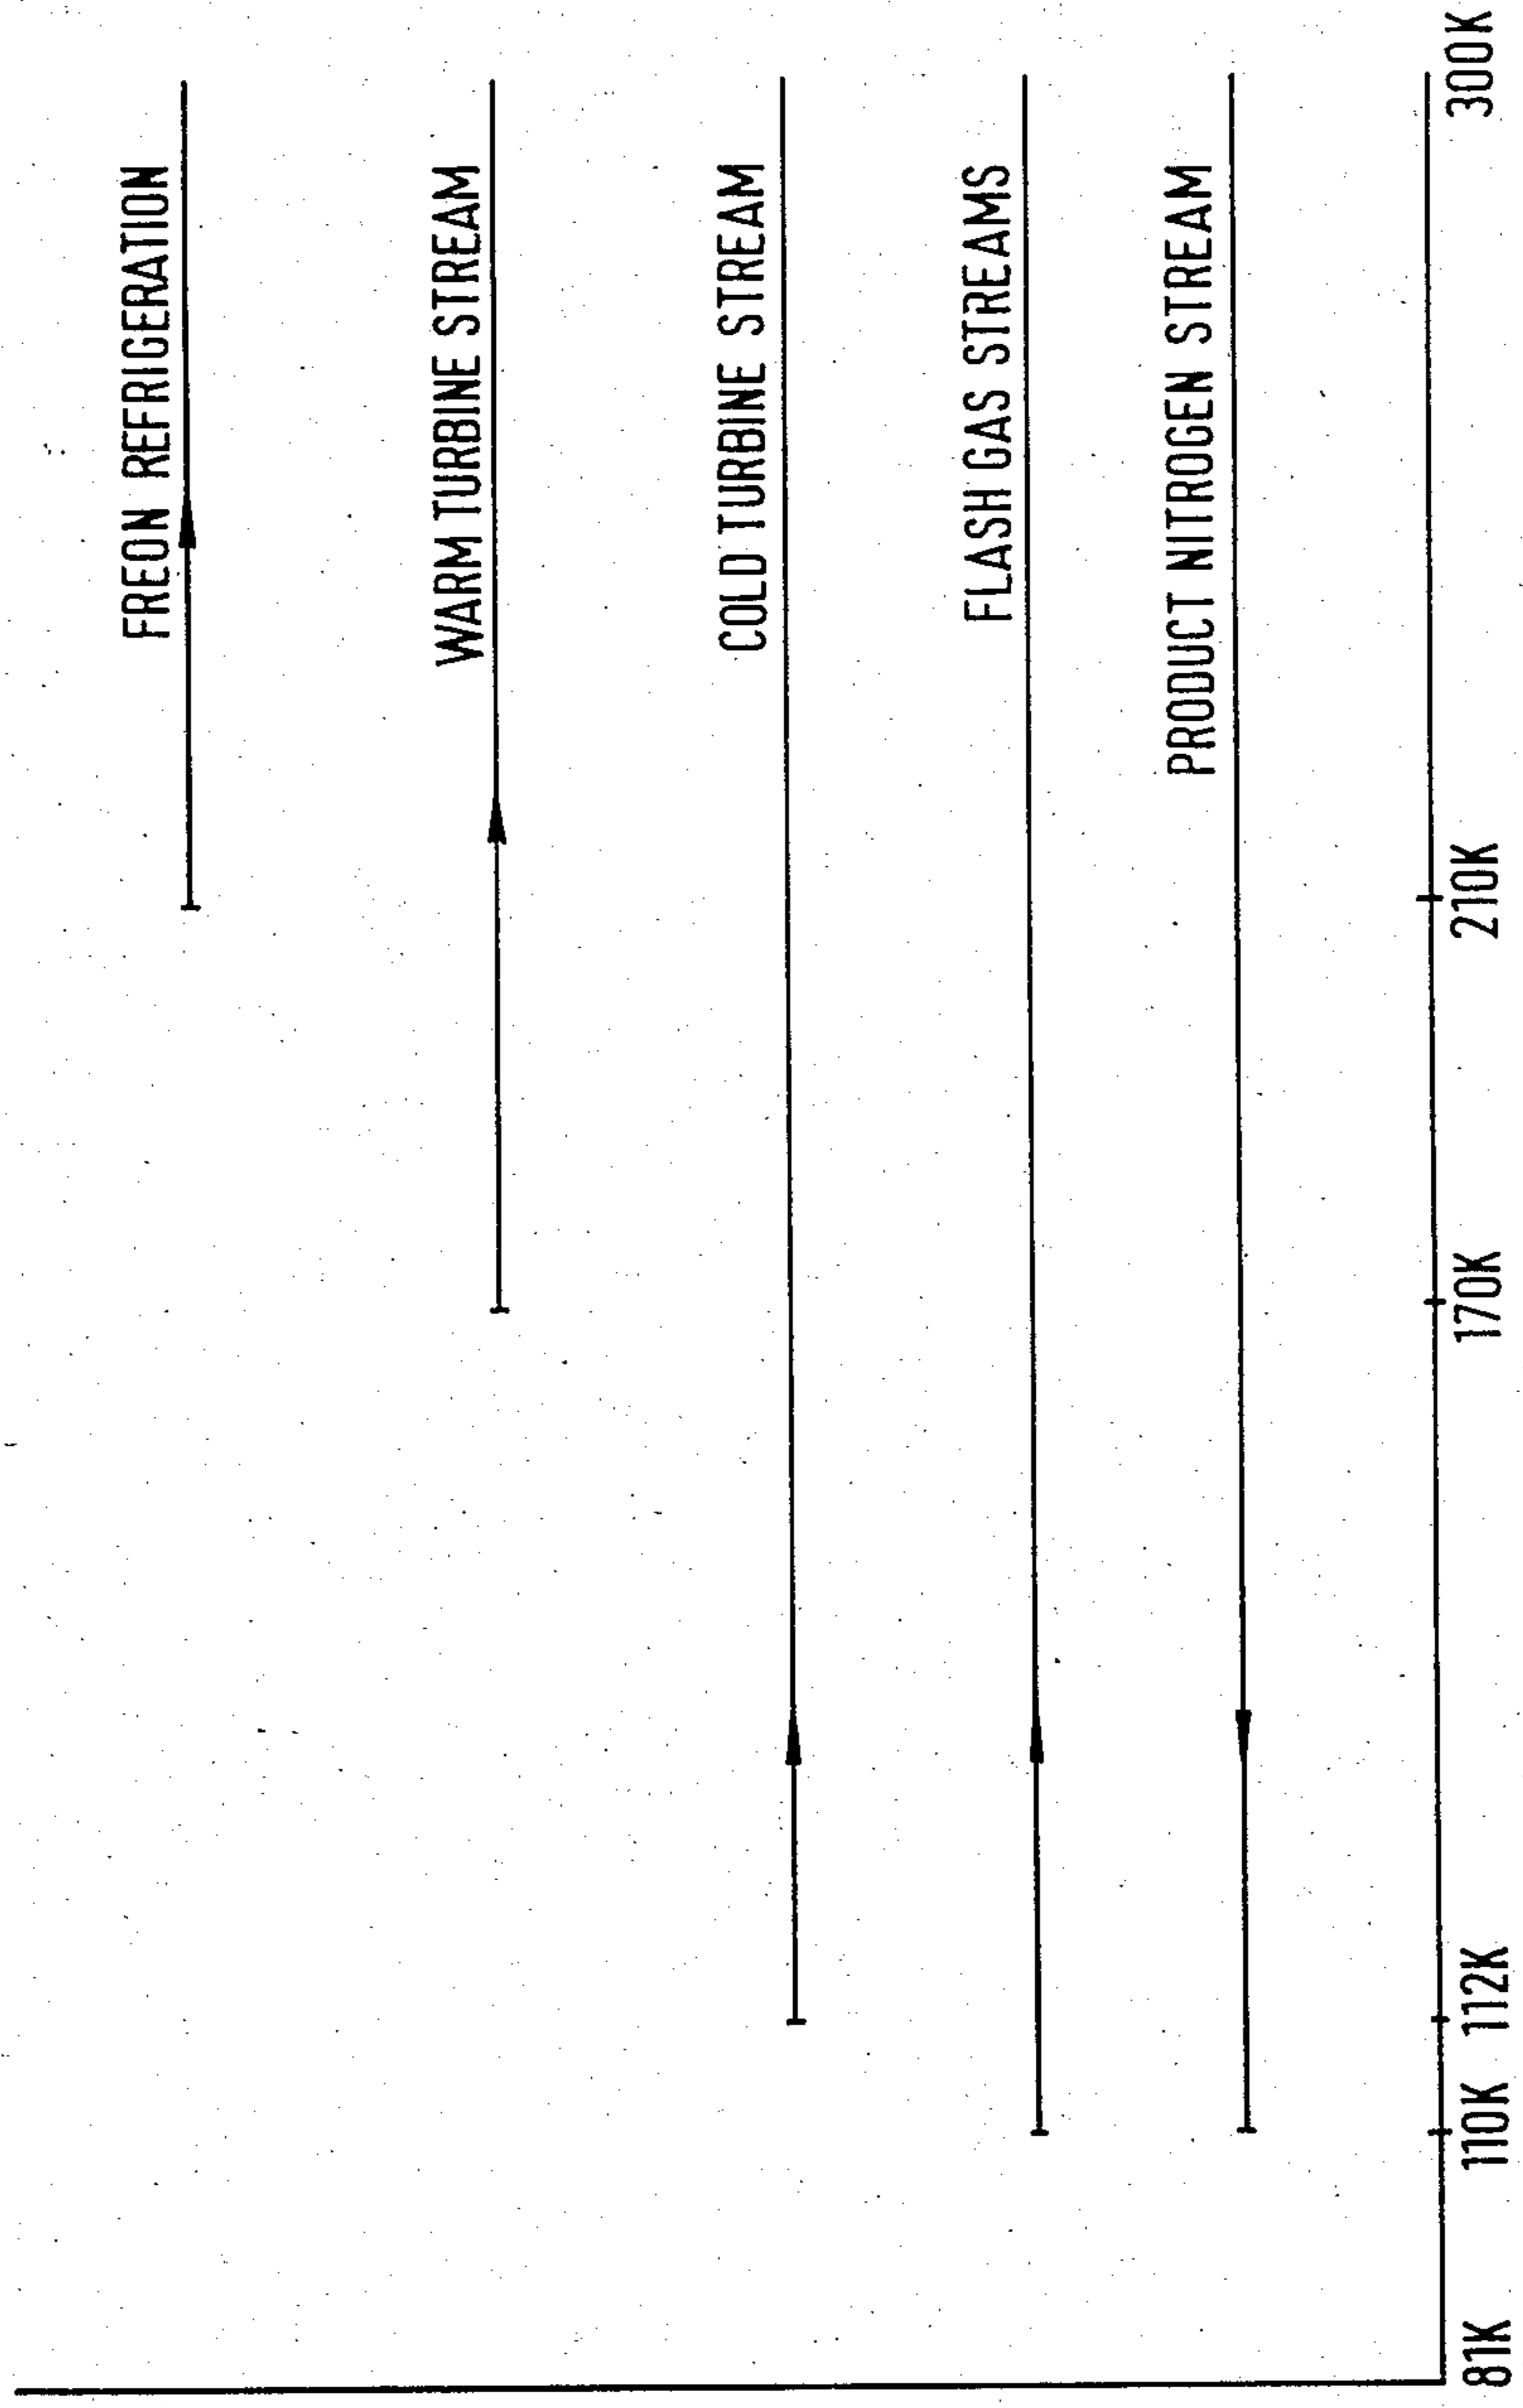 FREON REFRIGERATION
WARM TURBINE STREAM
COLD TURBINE STREAM
FLASH GAS STREAMS
PRODUCT NITROGEN STREAM
81K 110K 112K 170K 210K 300K